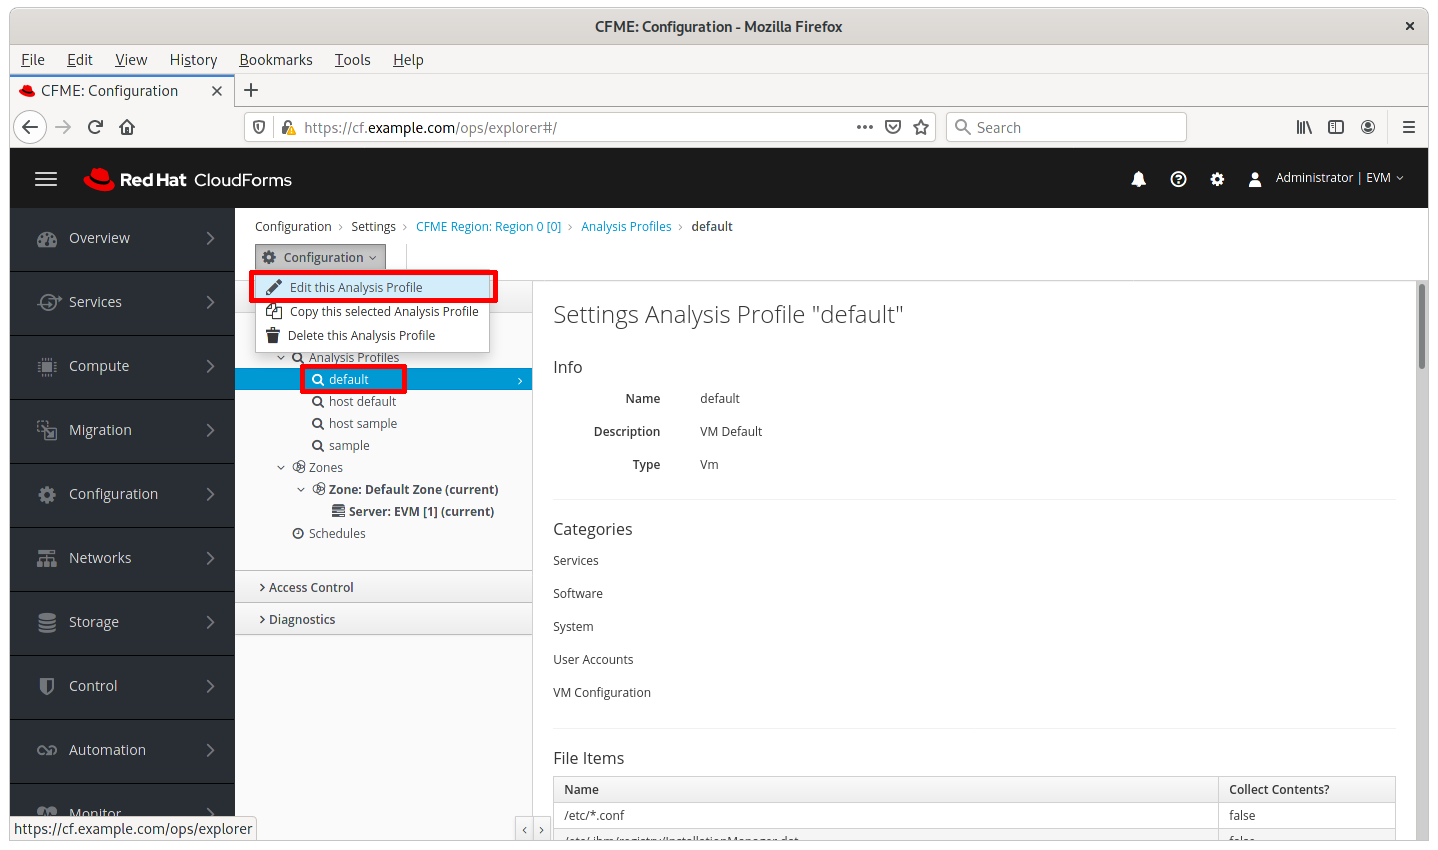 CFME: Configuration - Mozilla Firefox
File Edit View History Bookmarks Tools Help
CFME: Configuration
https://cf.example.com/ops/explorer#/
Search
Red Hat CloudForms
Administrator | EVM
Overview
Services
Compute
Migration
Configuration
Networks
Storage
Control
Automation
Monitor
https://cf.example.com/ops/explorer
Configuration > Settings > CFME Region: Region 0 [0] > Analysis Profiles > default
Configuration
Edit this Analysis Profile
Copy this selected Analysis Profile
Delete this Analysis Profile
Analysis Profiles
default
host default
host sample
sample
Zones
Zone: Default Zone (current)
Server: EVM [1] (current)
Schedules
Access Control
Diagnostics
Settings Analysis Profile "default"
Info
Name default
Description VM Default
Type Vm
Categories
Services
Software
System
User Accounts
VM Configuration
File Items
Name Collect Contents?
/etc/*.conf false